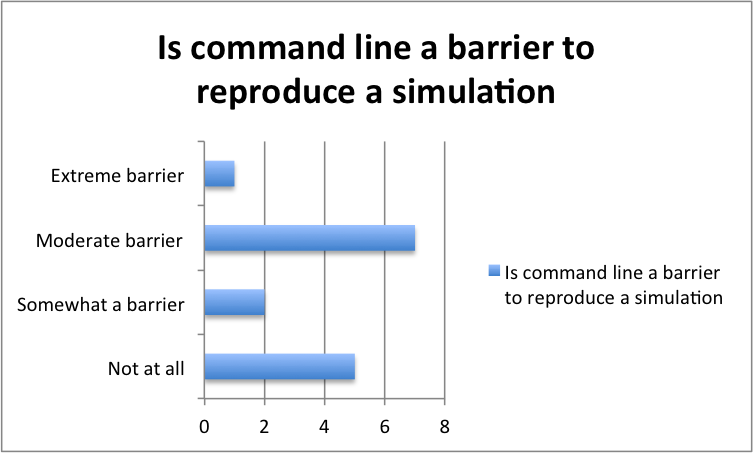 Is command line a barrier to
reproduce a simulation
Extreme barrier
Moderate barrier
Somewhat a barrier
Not at all
0 2 4 6 8
Is command line a barrier
to reproduce a simulation